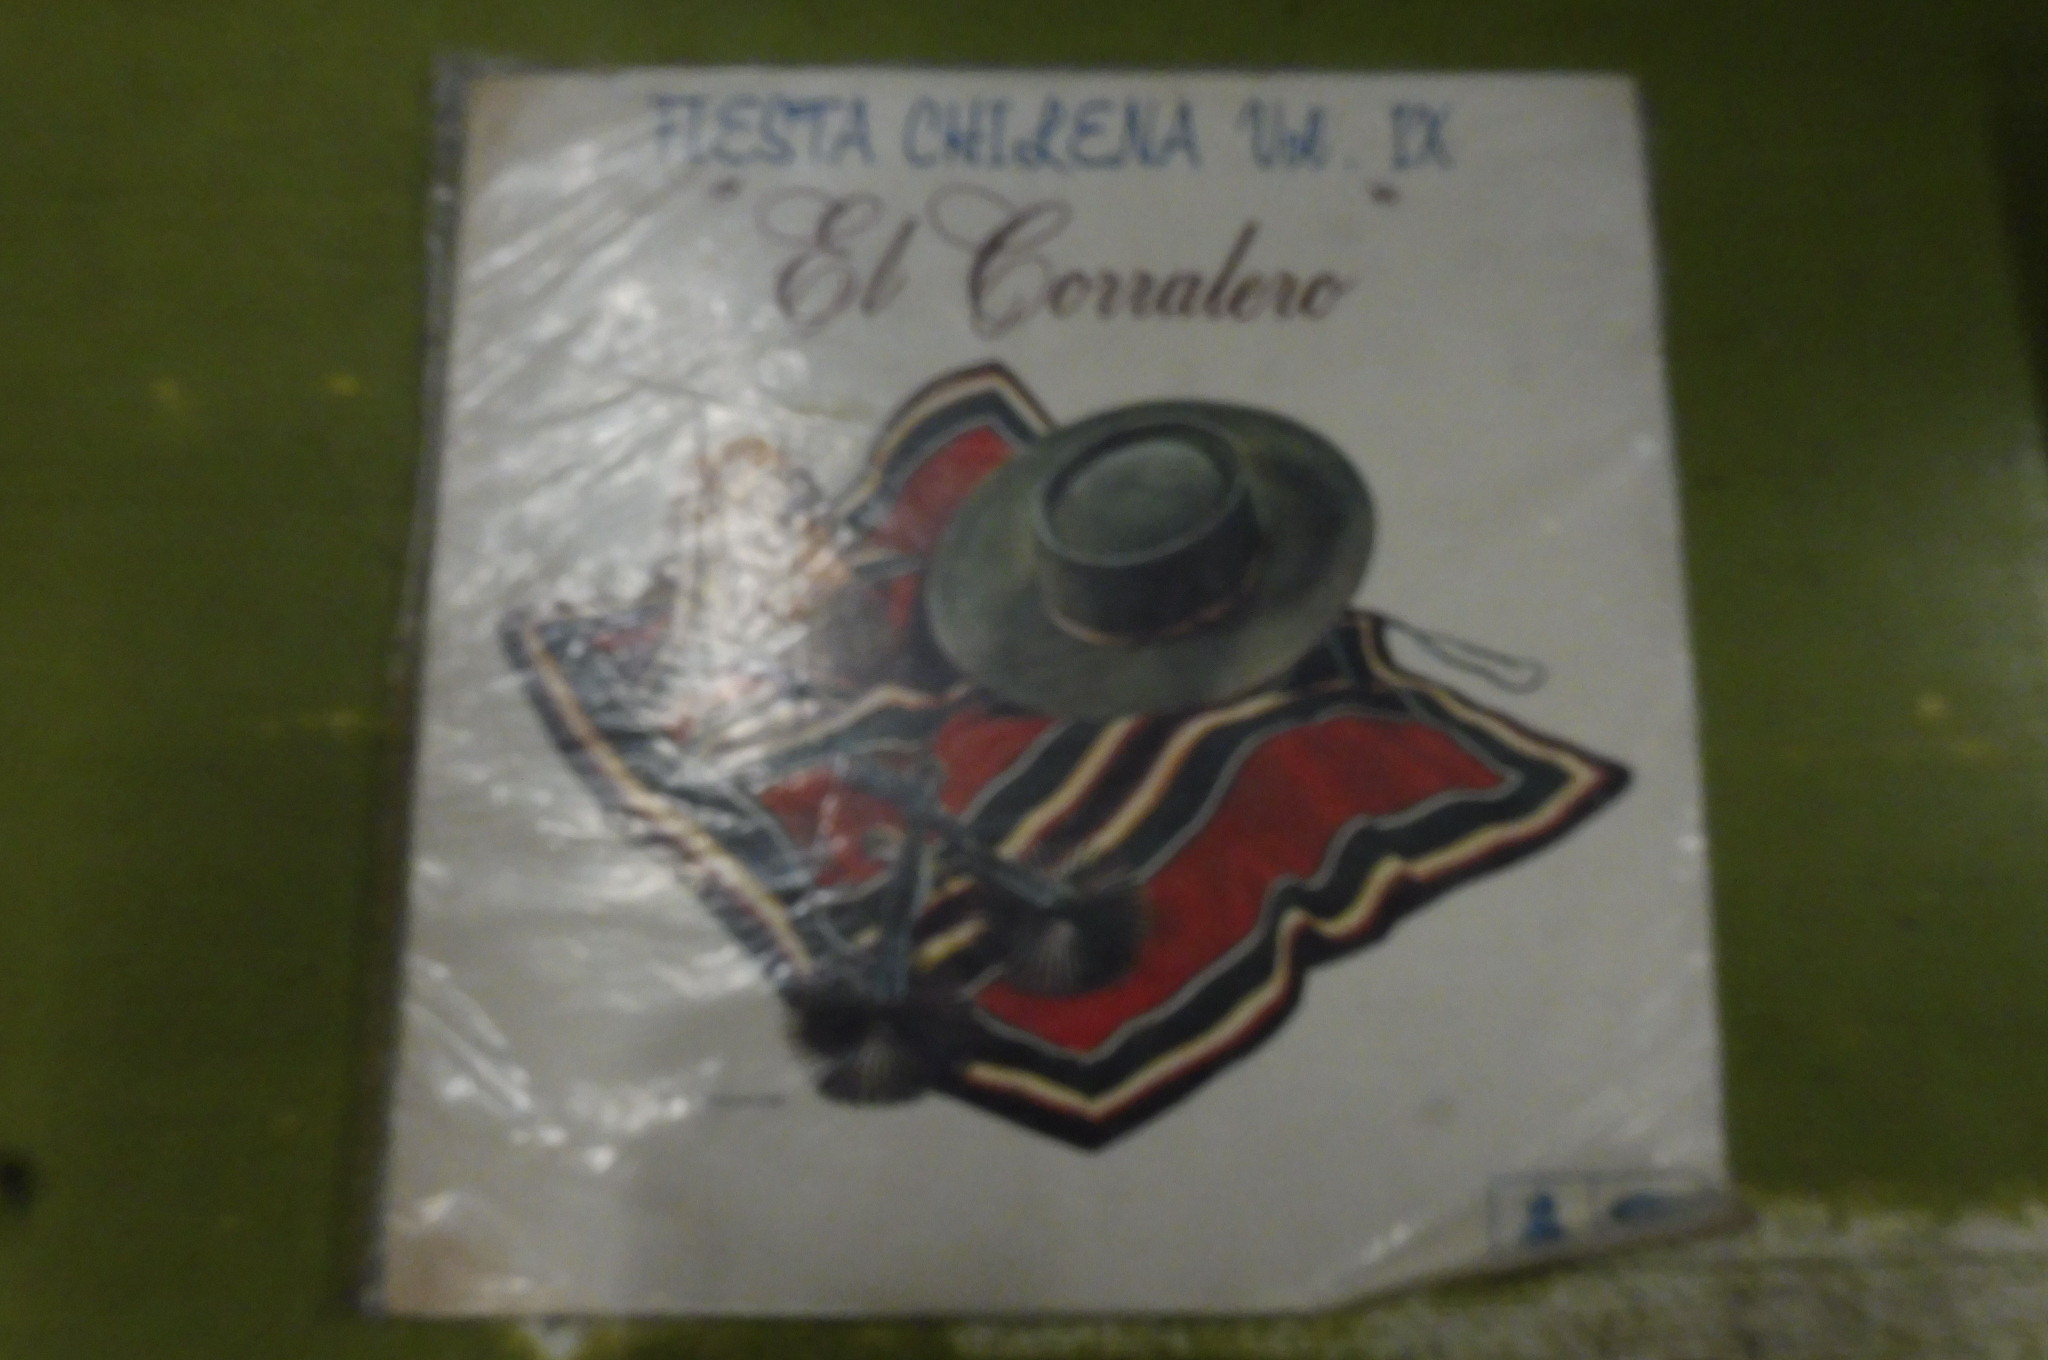 FIESTA CHILENA Vol. IX
"El Corralero"